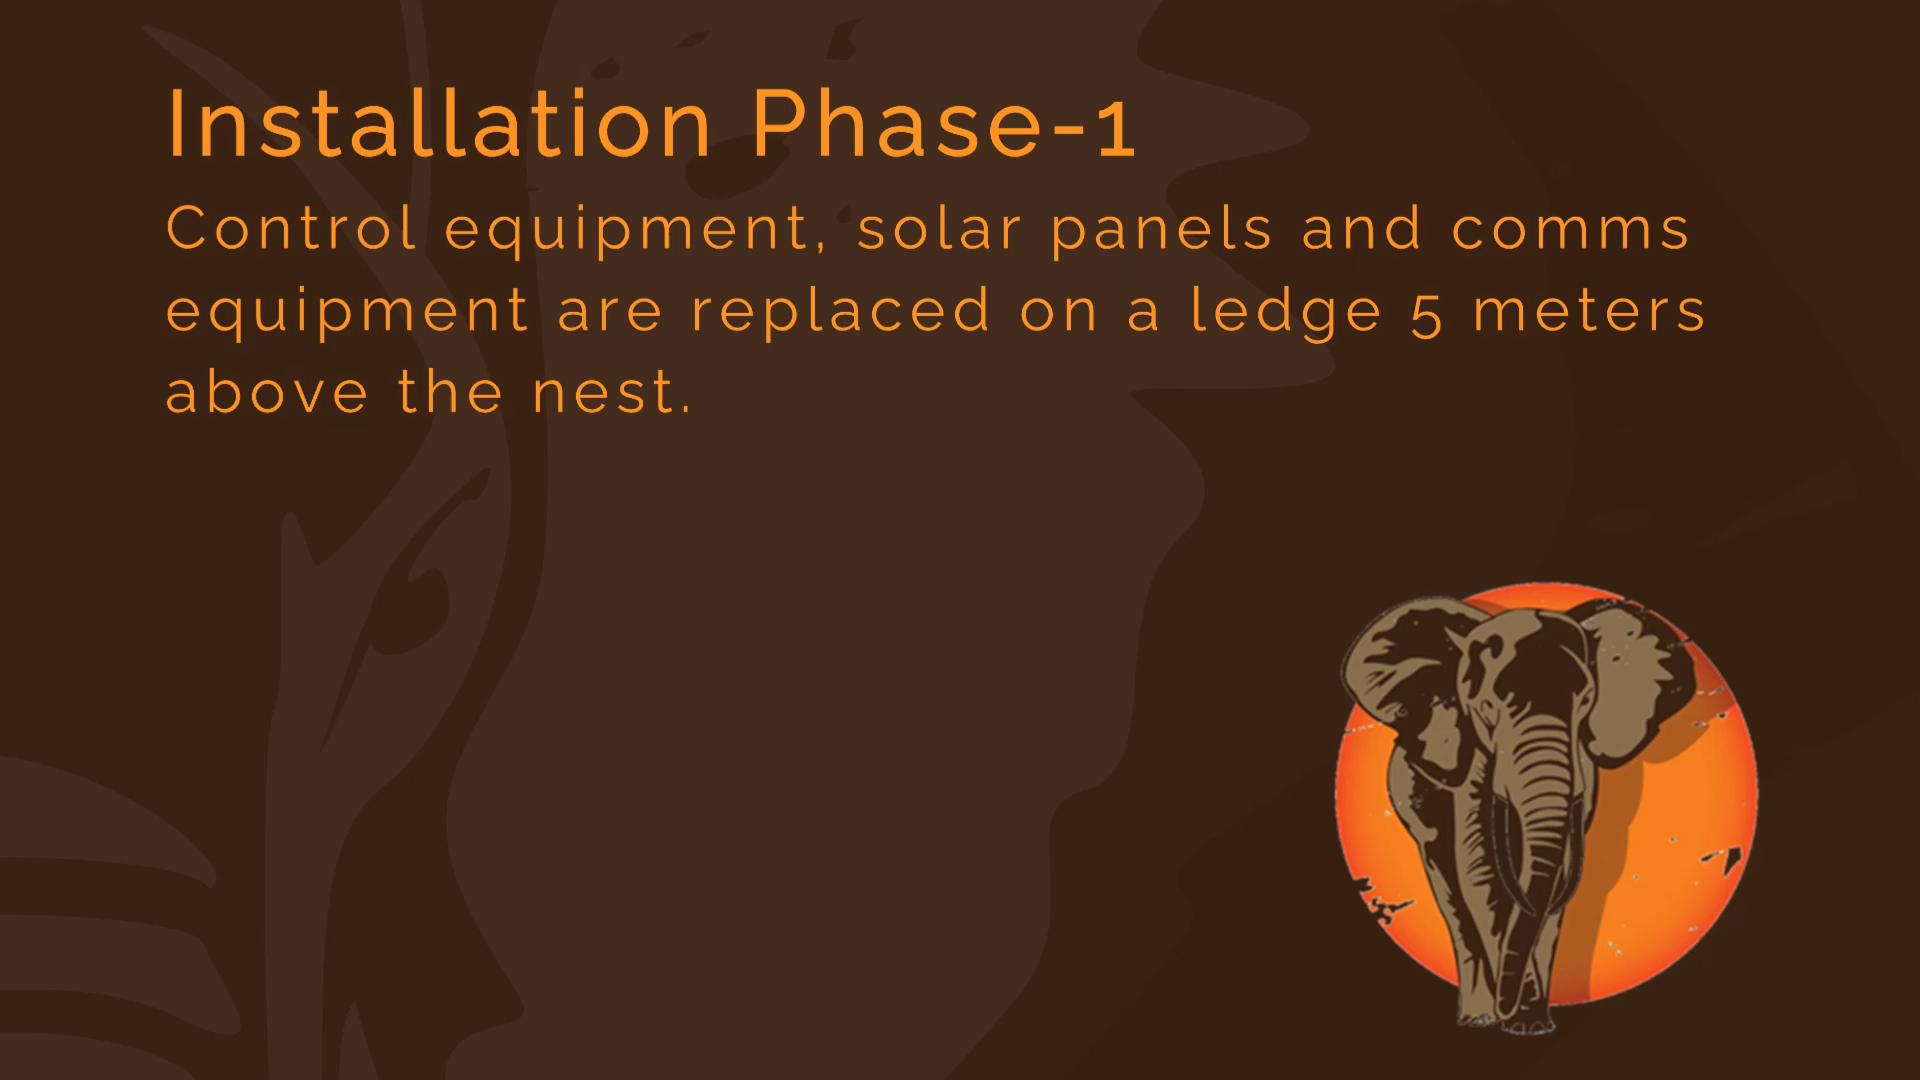 Installation Phase-1
Control equipment, solar panels and comms
equipment are replaced on a ledge 5 meters
above the nest.